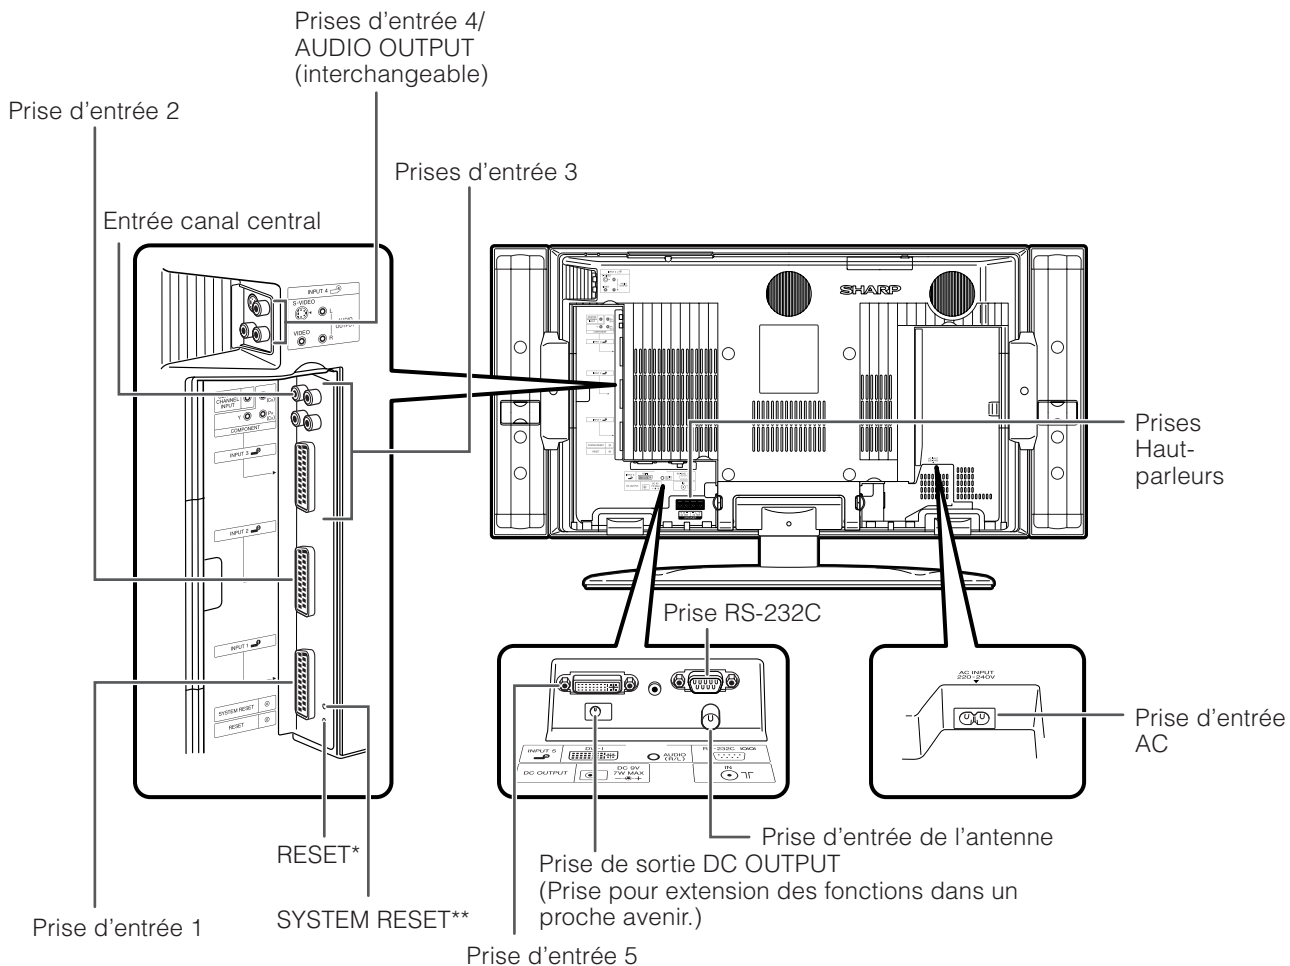 Prises d'entrée 4/
AUDIO OUTPUT
(interchangeable)
Prise d'entrée 2
Prises d'entrée 3
Entrée canal central
INPUT 4
S-VIDEO
L
VIDEO
R
OUTPUT
SHARP
CHANNEL
INPUT
Y
COMPONENT
INPUT 3
INPUT 2
INPUT 1
SYSTEM RESET
RESET
Prises
Haut-
parleurs
Prise RS-232C
INPUT 5
DVI-I
AUDIO
(R/L)
RS-232C
IOIOI
DC OUTPUT
DC 9V
7W MAX
IN
AC INPUT
220-240V
Prise d'entrée
AC
Prise d'entrée de l'antenne
RESET*
Prise de sortie DC OUTPUT
(Prise pour extension des fonctions dans un
proche avenir.)
SYSTEM RESET**
Prise d'entrée 1
Prise d'entrée 5